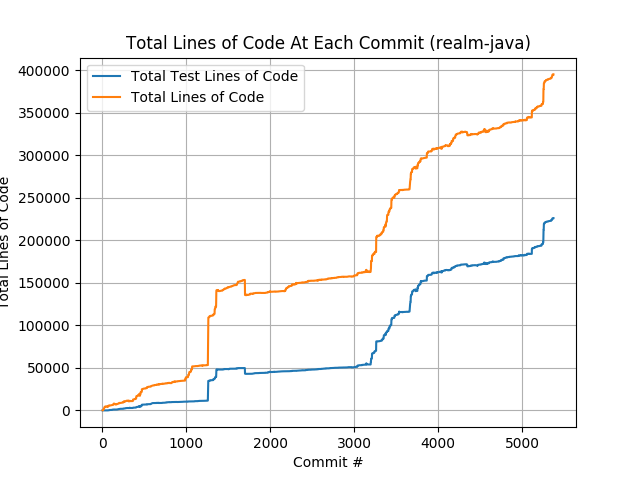 Total Lines of Code At Each Commit (realm-java)
Total Test Lines of Code
Total Lines of Code
400000
350000
300000
250000
200000
150000
100000
50000
0
Total Lines of Code
0 1000 2000 3000 4000 5000
Commit #